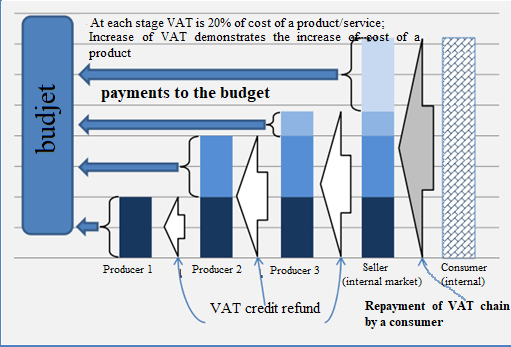 At each stage VAT is 20% of cost of a product/service;
Increase of VAT demonstrates the increase of cost of a
product
payments to the budget
budjet
Producer 1
Producer 2
Producer 3
Seller
(internal market)
Consumer
(internal)
VAT credit refund
Repayment of VAT chain
by a consumer